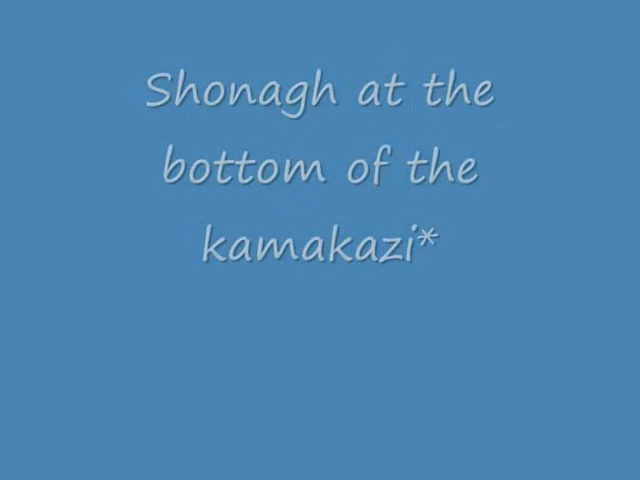 Shonagh at the
bottom of the
kamakazi*